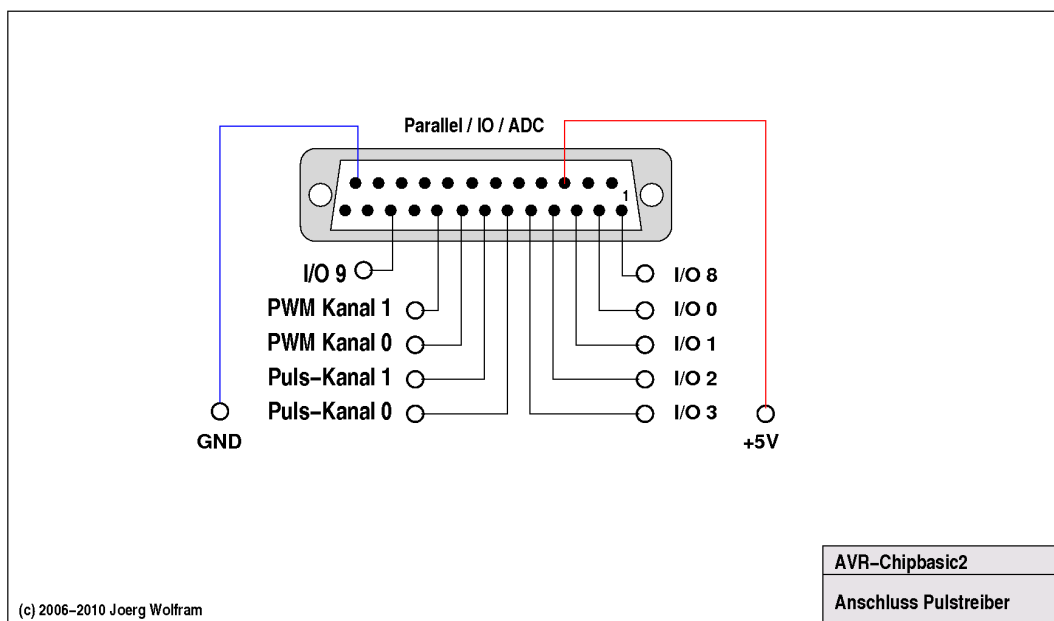 Parallel / IO / ADC
1
I/O 9
I/O 8
PWM Kanal 1
I/O 0
PWM Kanal 0
I/O 1
Puls–Kanal 1
I/O 2
Puls–Kanal 0
I/O 3
GND
+5V
AVR–Chipbasic2
Anschluss Pulstreiber
(c) 2006–2010 Joerg Wolfram